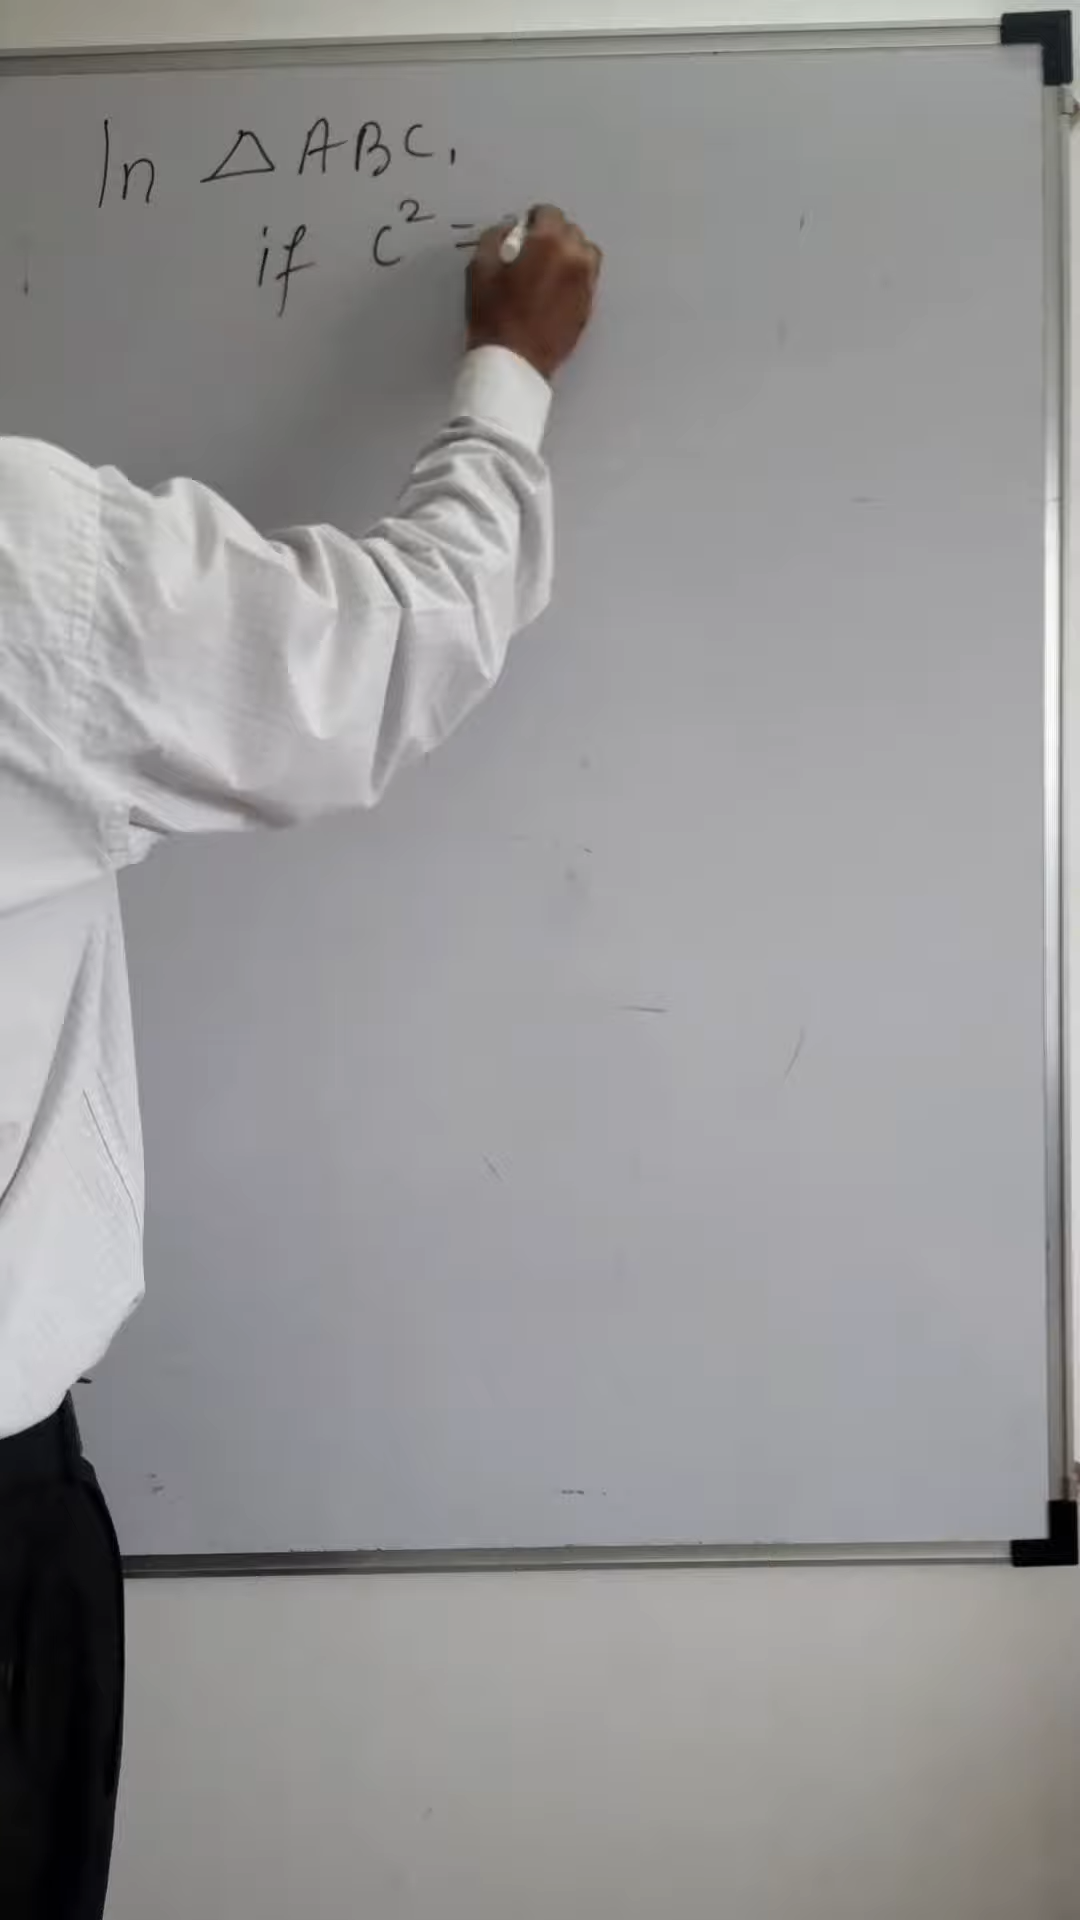 In △ABC,
if c² =